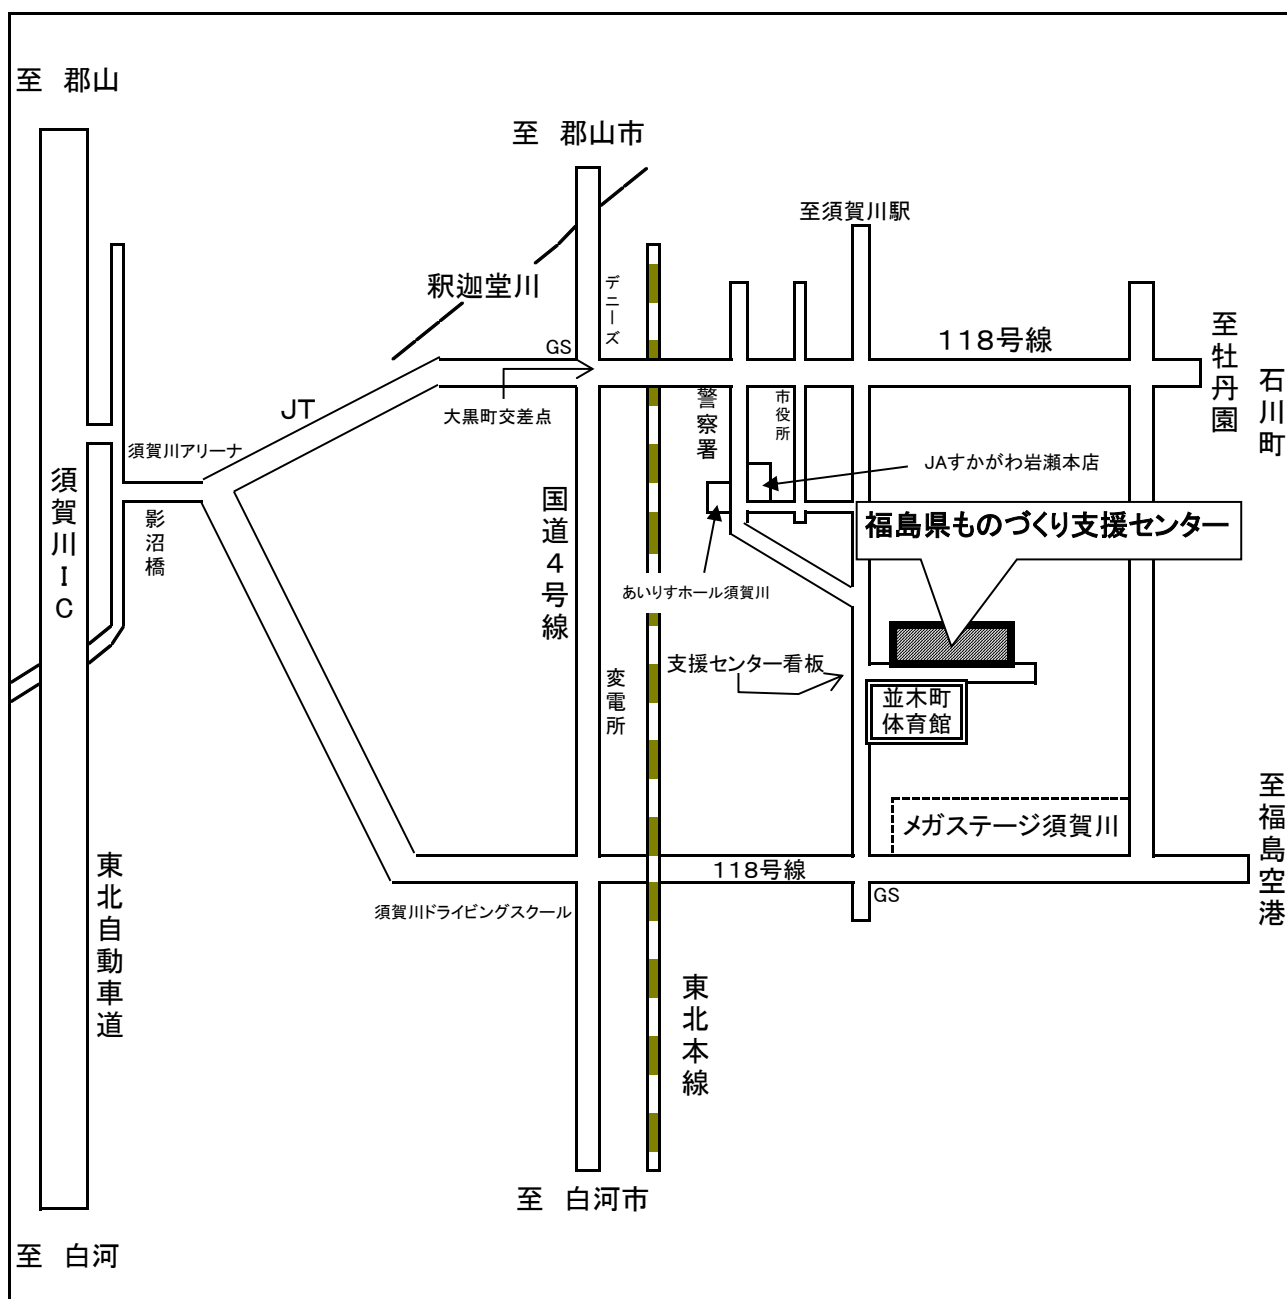 至　郡山
至　郡山市
至須賀川駅
釈迦堂川
デニーズ
GS
118号線
至牡丹園
石川町
JT
大黒町交差点
警察署
市役所
須賀川アリーナ
JAすかがわ岩瀬本店
須賀川IC
影沼橋
国道4号線
福島県ものづくり支援センター
あいりすホール須賀川
支援センター看板
変電所
並木町
体育館
至福島空港
メガステージ須賀川
118号線
GS
東北自動車道
須賀川ドライビングスクール
東北本線
至　白河市
至　白河